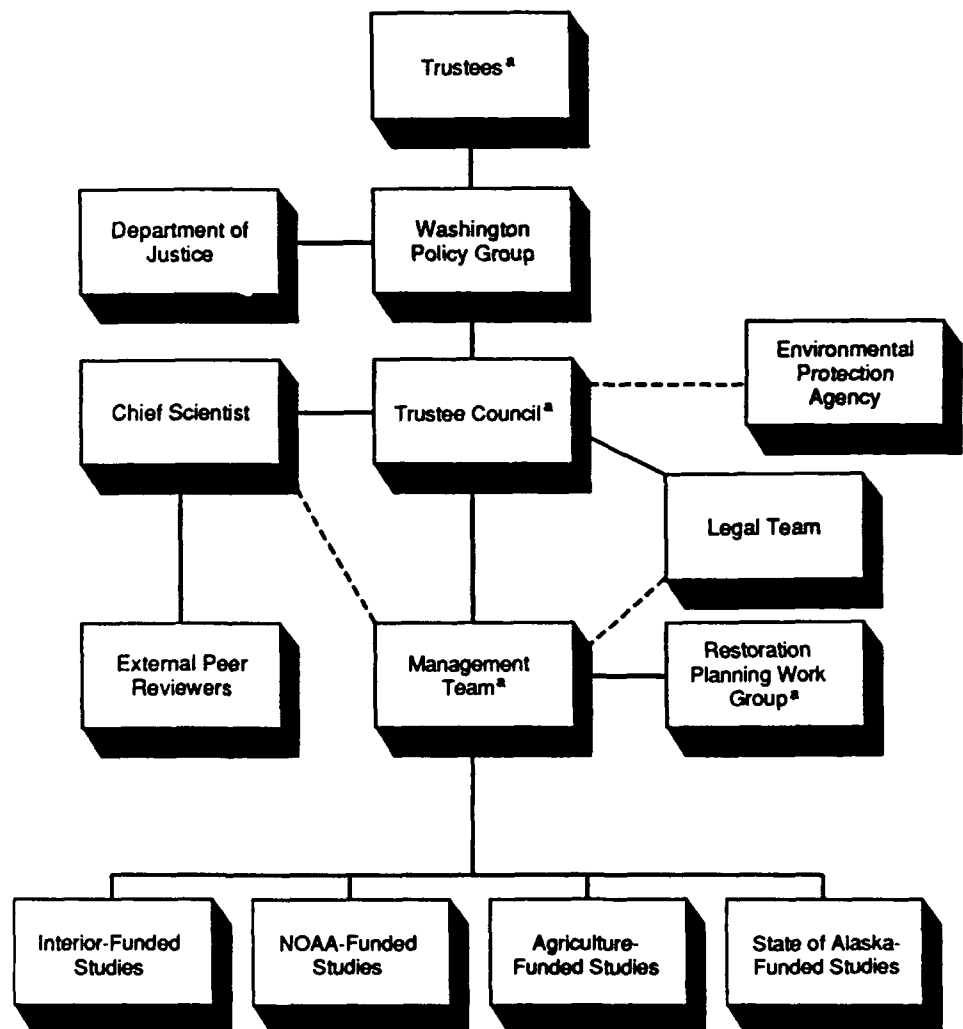 Trustees a
Department of
Justice
Washington
Policy Group
Chief Scientist
Trustee Council a
Environmental
Protection
Agency
Legal Team
External Peer
Reviewers
Management
Team a
Restoration
Planning Work
Group a
Interior-Funded
Studies
NOAA-Funded
Studies
Agriculture-
Funded Studies
State of Alaska-
Funded Studies